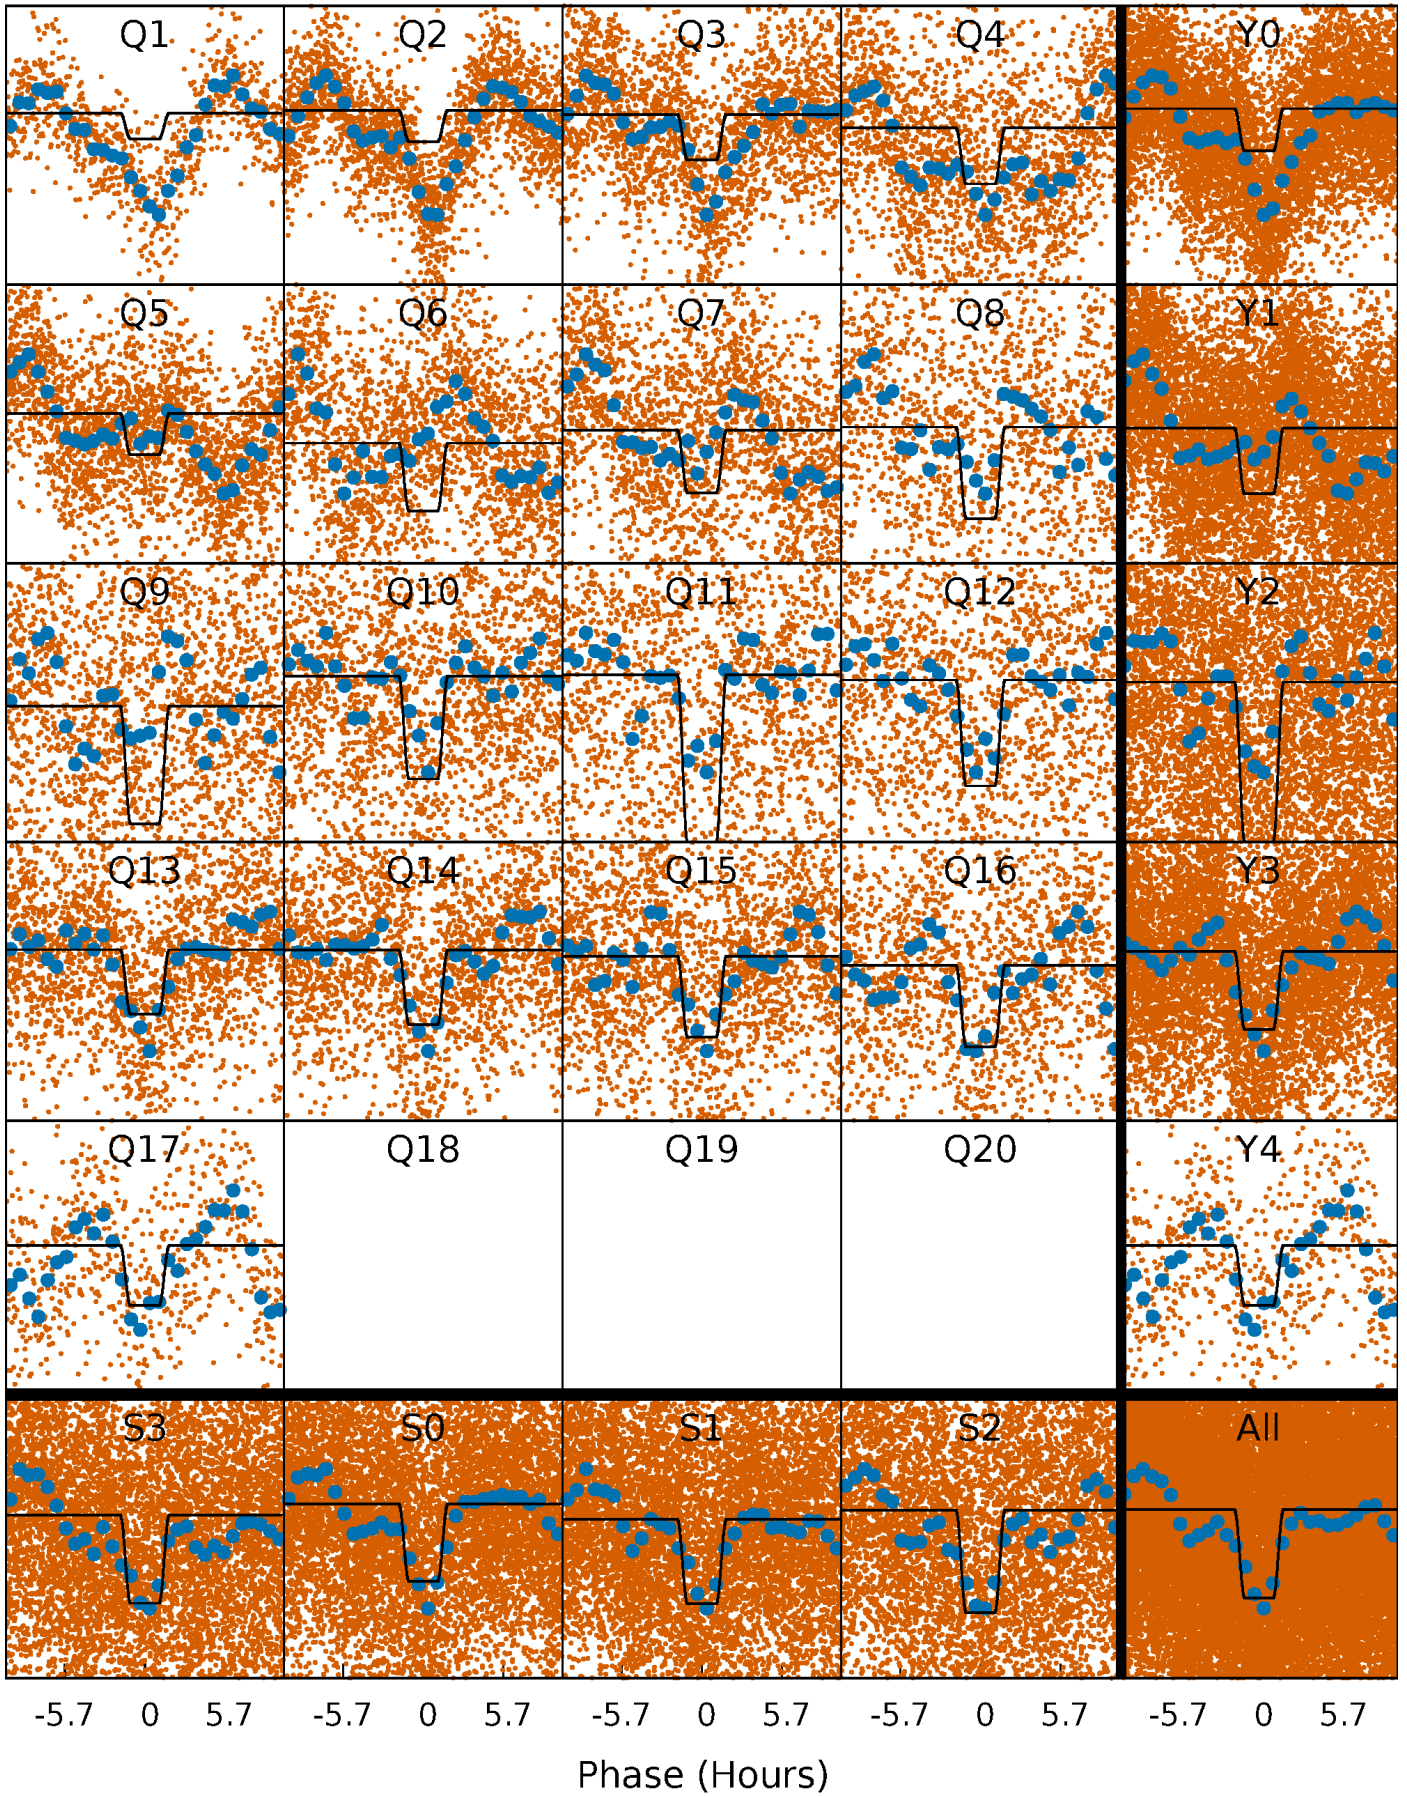 Q1 Q2 Q3 Q4 Y0
Q5 Q6 Q7 Q8 Y1
Q9 Q10 Q11 Q12 Y2
Q13 Q14 Q15 Q16 Y3
Q17 Q18 Q19 Q20 Y4
S3 S0 S1 S2 All
-5.7 0 5.7 -5.7 0 5.7 -5.7 0 5.7 -5.7 0 5.7 -5.7 0 5.7
Phase (Hours)